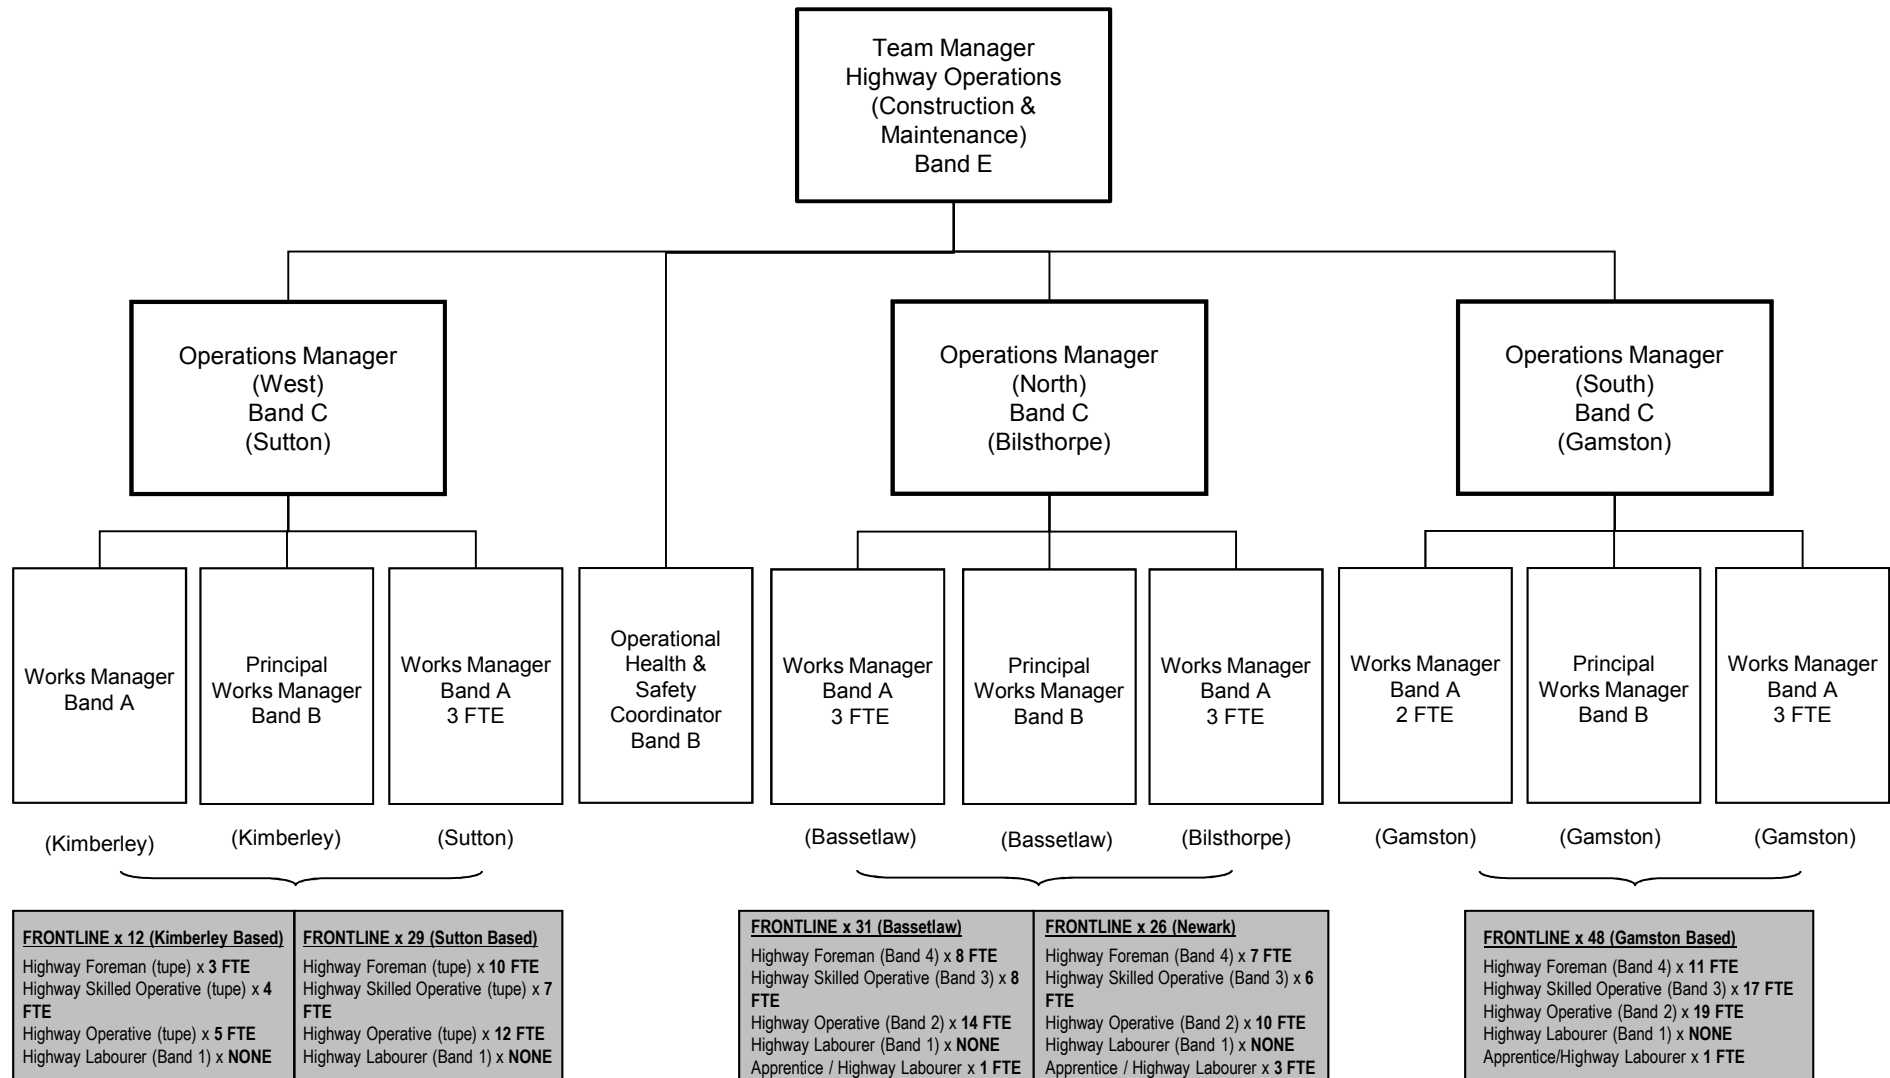 Team Manager
Highway Operations
(Construction &
Maintenance)
Band E
Operations Manager
(West)
Band C
(Sutton)
Operations Manager
(North)
Band C
(Bilsthorpe)
Operations Manager
(South)
Band C
(Gamston)
Works Manager
Band A
Principal
Works Manager
Band B
Works Manager
Band A
3 FTE
Operational
Health &
Safety
Coordinator
Band B
Works Manager
Band A
3 FTE
Principal
Works Manager
Band B
Works Manager
Band A
3 FTE
Works Manager
Band A
2 FTE
Principal
Works Manager
Band B
Works Manager
Band A
3 FTE
(Kimberley)
(Kimberley)
(Sutton)
(Bassetlaw)
(Bassetlaw)
(Bilsthorpe)
(Gamston)
(Gamston)
(Gamston)
FRONTLINE x 12 (Kimberley Based)
Highway Foreman (tupe) x 3 FTE
Highway Skilled Operative (tupe) x 4
FTE
Highway Operative (tupe) x 5 FTE
Highway Labourer (Band 1) x NONE
FRONTLINE x 29 (Sutton Based)
Highway Foreman (tupe) x 10 FTE
Highway Skilled Operative (tupe) x 7
FTE
Highway Operative (tupe) x 12 FTE
Highway Labourer (Band 1) x NONE
FRONTLINE x 31 (Bassetlaw)
Highway Foreman (Band 4) x 8 FTE
Highway Skilled Operative (Band 3) x 8
FTE
Highway Operative (Band 2) x 14 FTE
Highway Labourer (Band 1) x NONE
Apprentice / Highway Labourer x 1 FTE
FRONTLINE x 26 (Newark)
Highway Foreman (Band 4) x 7 FTE
Highway Skilled Operative (Band 3) x 6
FTE
Highway Operative (Band 2) x 10 FTE
Highway Labourer (Band 1) x NONE
Apprentice / Highway Labourer x 3 FTE
FRONTLINE x 48 (Gamston Based)
Highway Foreman (Band 4) x 11 FTE
Highway Skilled Operative (Band 3) x 17 FTE
Highway Operative (Band 2) x 19 FTE
Highway Labourer (Band 1) x NONE
Apprentice/Highway Labourer x 1 FTE